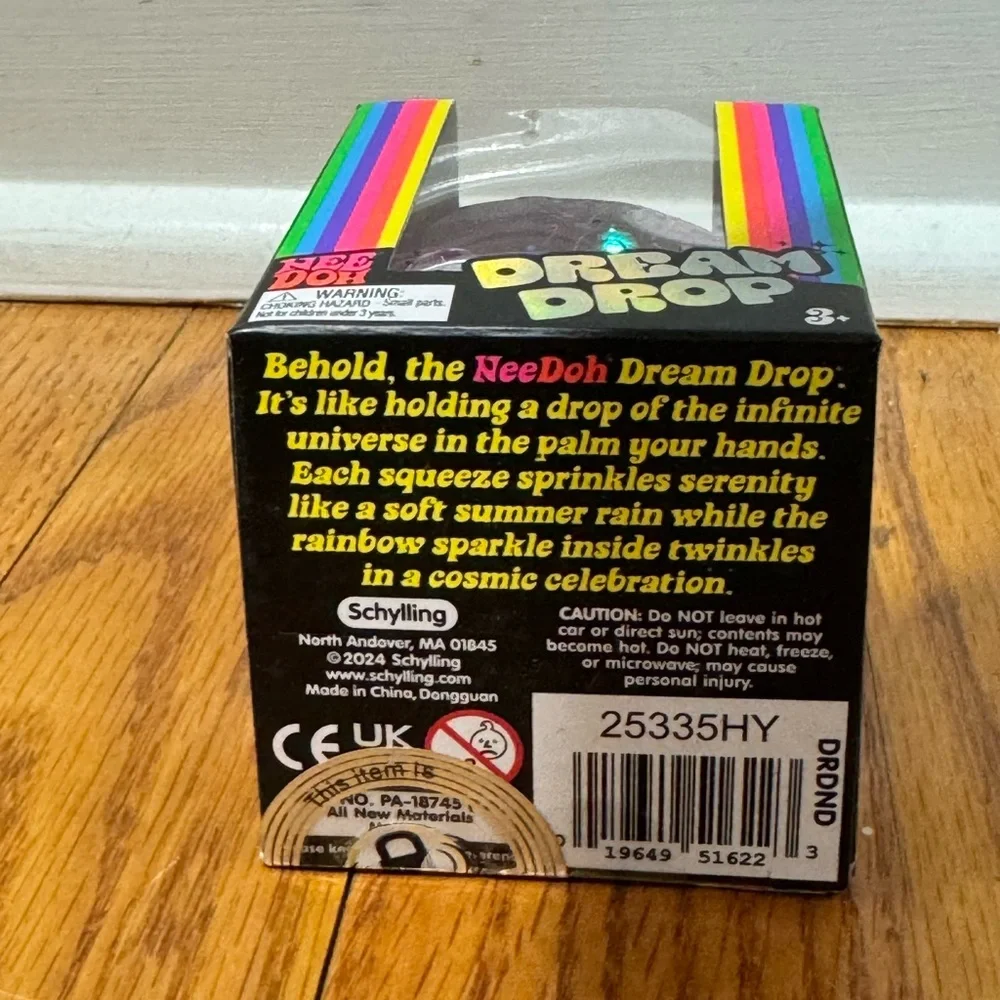 NEE
DOH
DREAM
DROP
WARNING:
CHOKING HAZARD - Small parts.
Not for children under 3 years.
3+
Behold, the NeeDoh Dream Drop.
It's like holding a drop of the infinite
universe in the palm your hands.
Each squeeze sprinkles serenity
like a soft summer rain while the
rainbow sparkle inside twinkles
in a cosmic celebration.
Schylling
North Andover, MA 01845
©2024 Schylling
www.schylling.com
Made in China, Dongguan
CAUTION: Do NOT leave in hot
car or direct sun; contents may
become hot. Do NOT heat, freeze,
or microwave; may cause
personal injury.
CE UK
This item is
NO. PA-18745
All New Materials
25335HY
19649 51622 3
DRDND